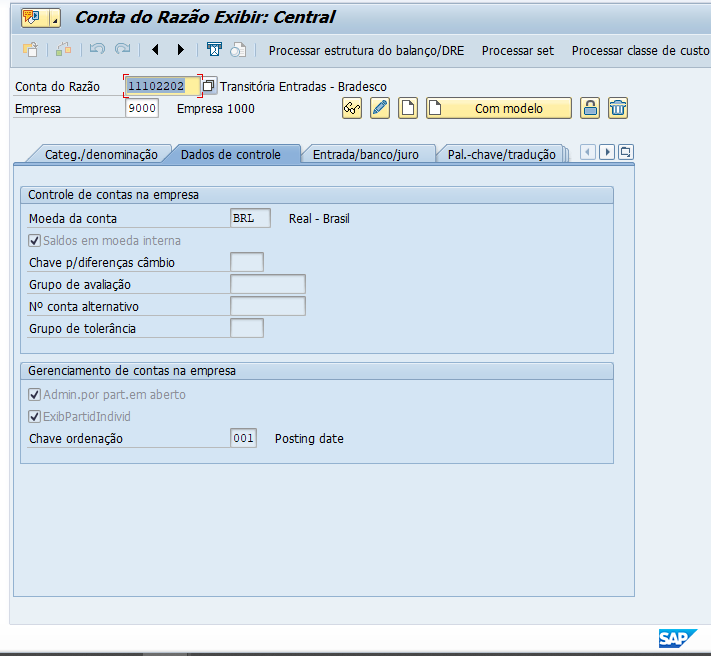 Conta do Razão Exibir: Central
Processar estrutura do balanço/DRE Processar set Processar classe de custo
Conta do Razão 11102202 Transitória Entradas - Bradesco
Empresa 9000 Empresa 1000 Com modelo
Categ./denominação Dados de controle Entrada/banco/juro Pal.-chave/tradução
Controle de contas na empresa
Moeda da conta BRL Real - Brasil
Saldos em moeda interna
Chave p/diferenças câmbio
Grupo de avaliação
Nº conta alternativo
Grupo de tolerância
Gerenciamento de contas na empresa
Admin.por part.em aberto
ExibPartidIndivid
Chave ordenação 001 Posting date
SAP